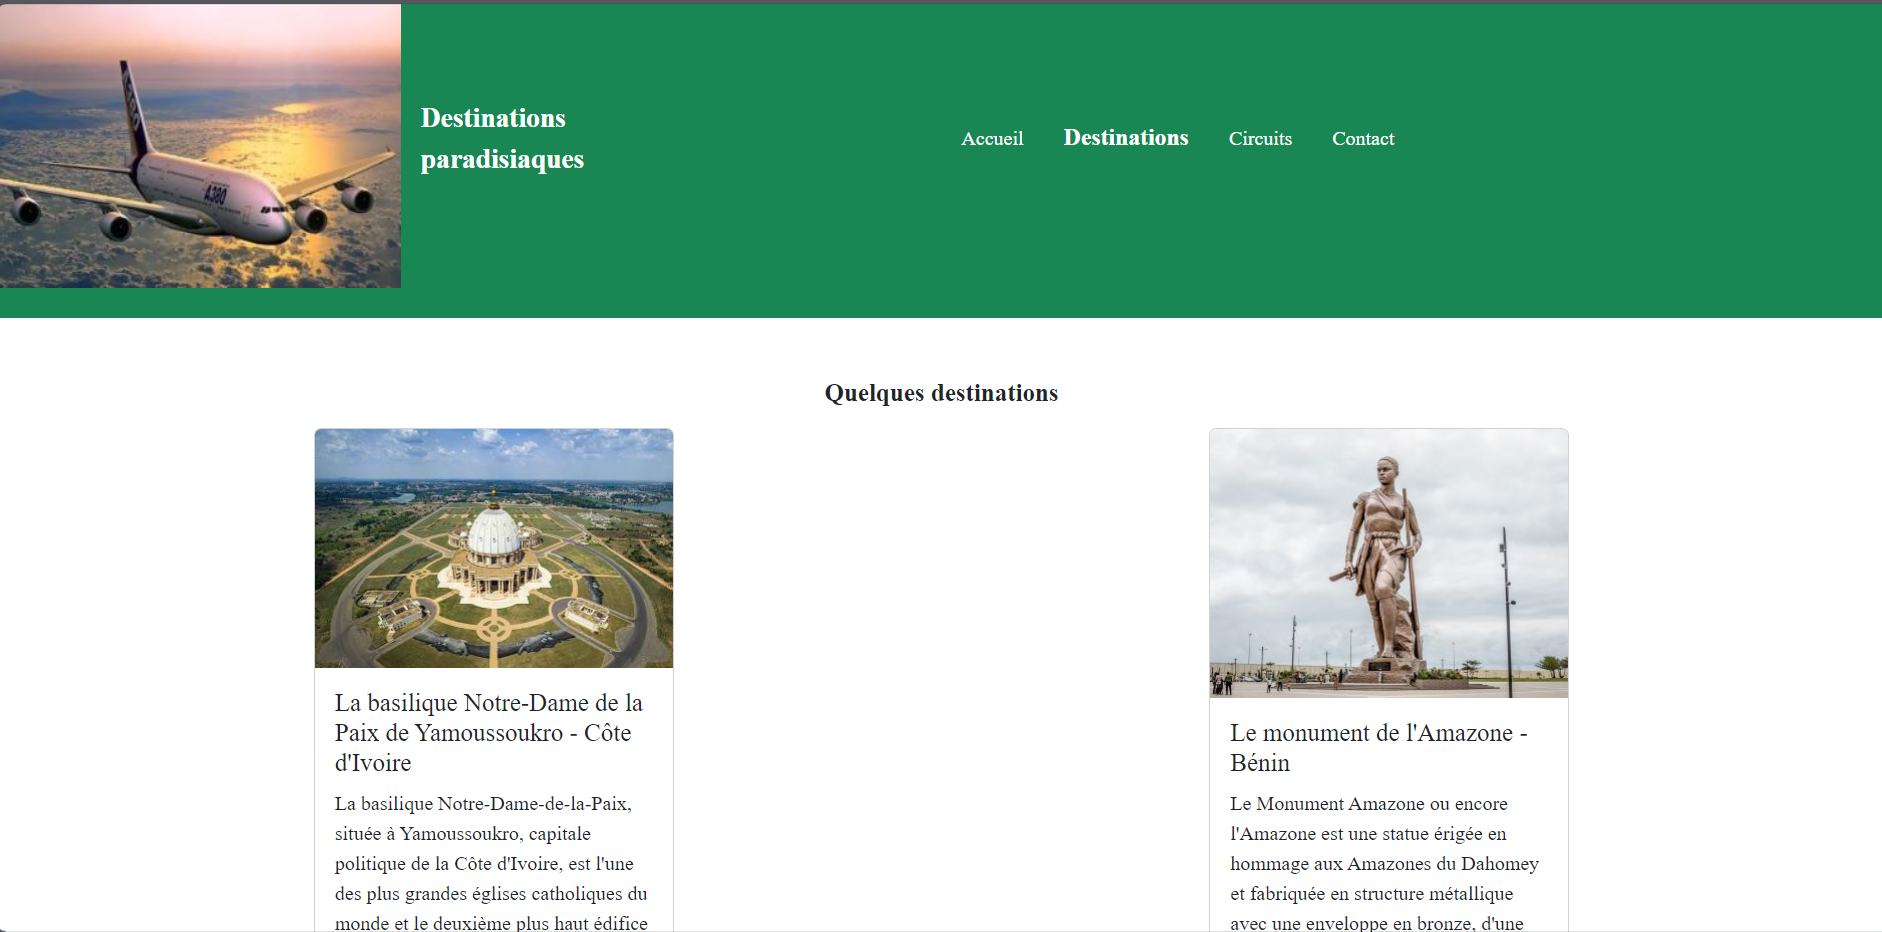 A380
Destinations
paradisiaques
Accueil
Destinations
Circuits
Contact
Quelques destinations
La basilique Notre-Dame de la
Paix de Yamoussoukro - Côte
d'Ivoire
La basilique Notre-Dame-de-la-Paix,
située à Yamoussoukro, capitale
politique de la Côte d'Ivoire, est l'une
des plus grandes églises catholiques du
monde et le deuxième plus haut édifice
Le monument de l'Amazone -
Bénin
Le Monument Amazone ou encore
l'Amazone est une statue érigée en
hommage aux Amazones du Dahomey
et fabriquée en structure métallique
avec une enveloppe en bronze, d'une